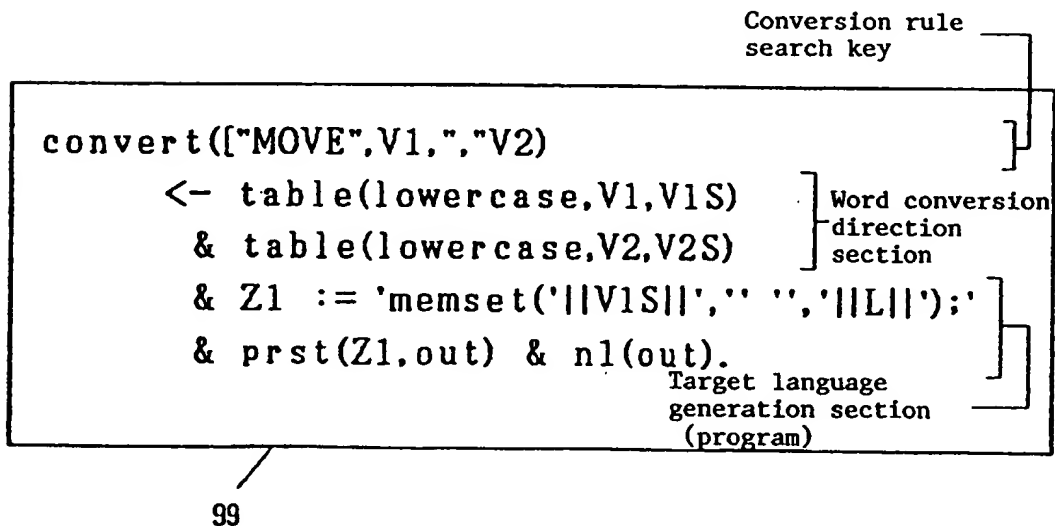 Conversion rule
search key
convert(["MOVE",V1,","V2)
<- table(lowercase,V1,V1S)
& table(lowercase,V2,V2S)
Word conversion
direction
section
& Z1 := 'memset('||V1S||','' '','||L||');'
& prst(Z1,out) & nl(out).
Target language
generation section
(program)
99